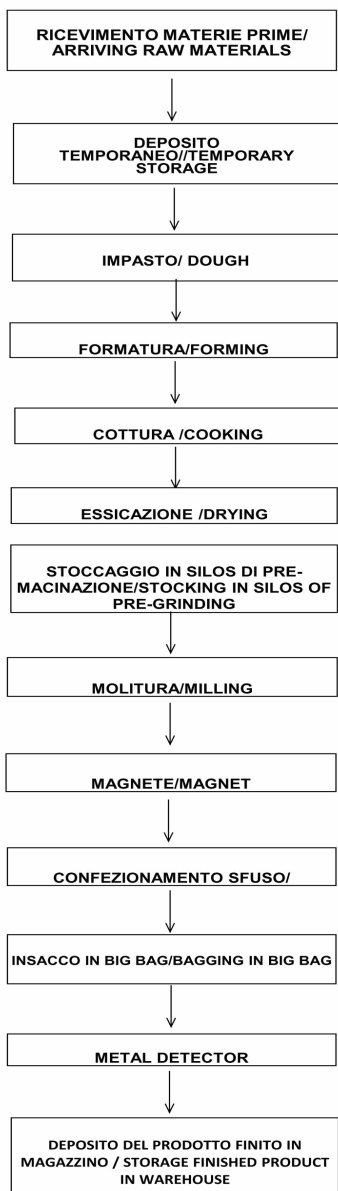 RICEVIMENTO MATERIE PRIME/
ARRIVING RAW MATERIALS
DEPOSITO
TEMPORANEO//TEMPORARY
STORAGE
IMPASTO/ DOUGH
FORMATURA/FORMING
COTTURA /COOKING
ESSICAZIONE /DRYING
STOCCAGGIO IN SILOS DI PRE-
MACINAZIONE/STOCKING IN SILOS OF
PRE-GRINDING
MOLITURA/MILLING
MAGNETE/MAGNET
CONFEZIONAMENTO SFUSO/
INSACCO IN BIG BAG/BAGGING IN BIG BAG
METAL DETECTOR
DEPOSITO DEL PRODOTTO FINITO IN
MAGAZZINO / STORAGE FINISHED PRODUCT
IN WAREHOUSE